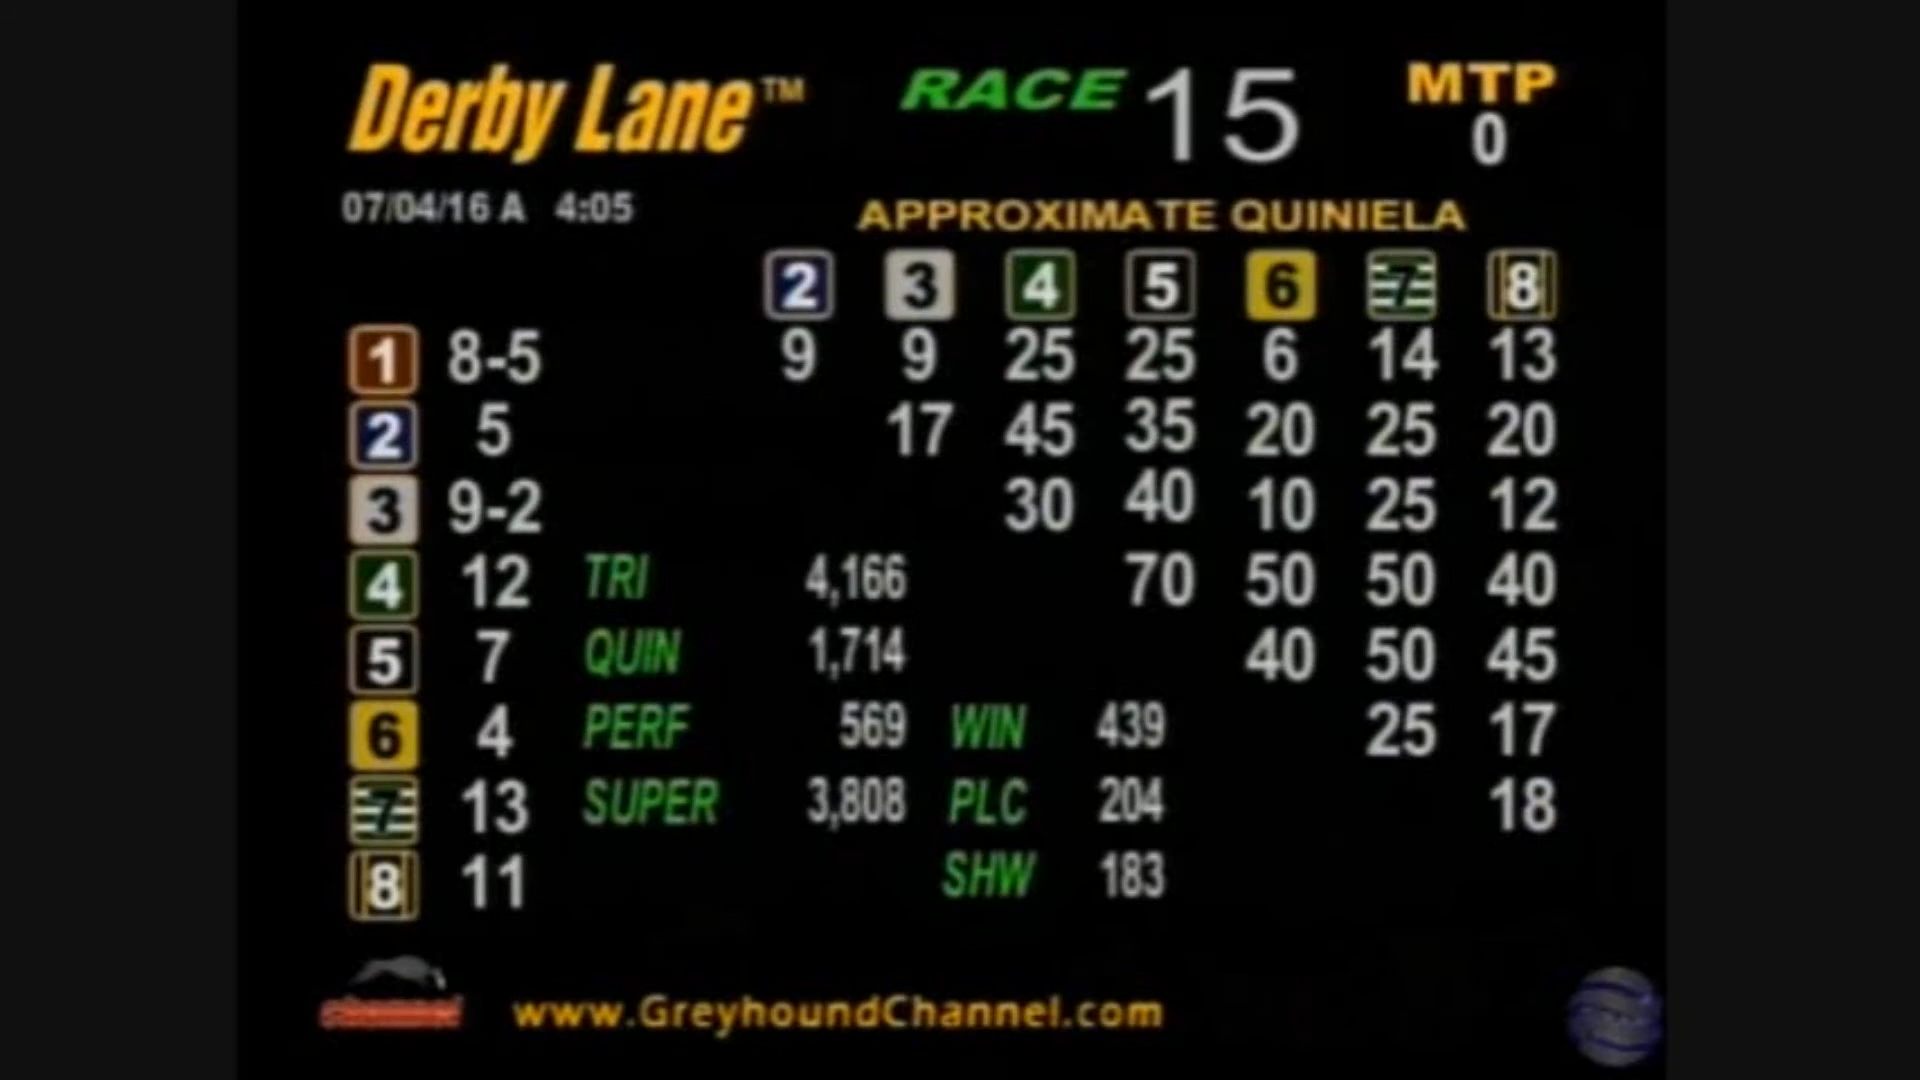 Derby Lane™ RACE 15 MTP
0
07/04/16 A 4:05
APPROXIMATE QUINIELA
2 3 4 5 6 7 8
1 8-5 9 9 25 25 6 14 13
2 5 17 45 35 20 25 20
3 9-2 30 40 10 25 12
4 12 TRI 4,166 70 50 50 40
5 7 QUIN 1,714 40 50 45
6 4 PERF 569 WIN 439 25 17
7 13 SUPER 3,808 PLC 204 18
8 11 SHW 183
channel www.GreyhoundChannel.com